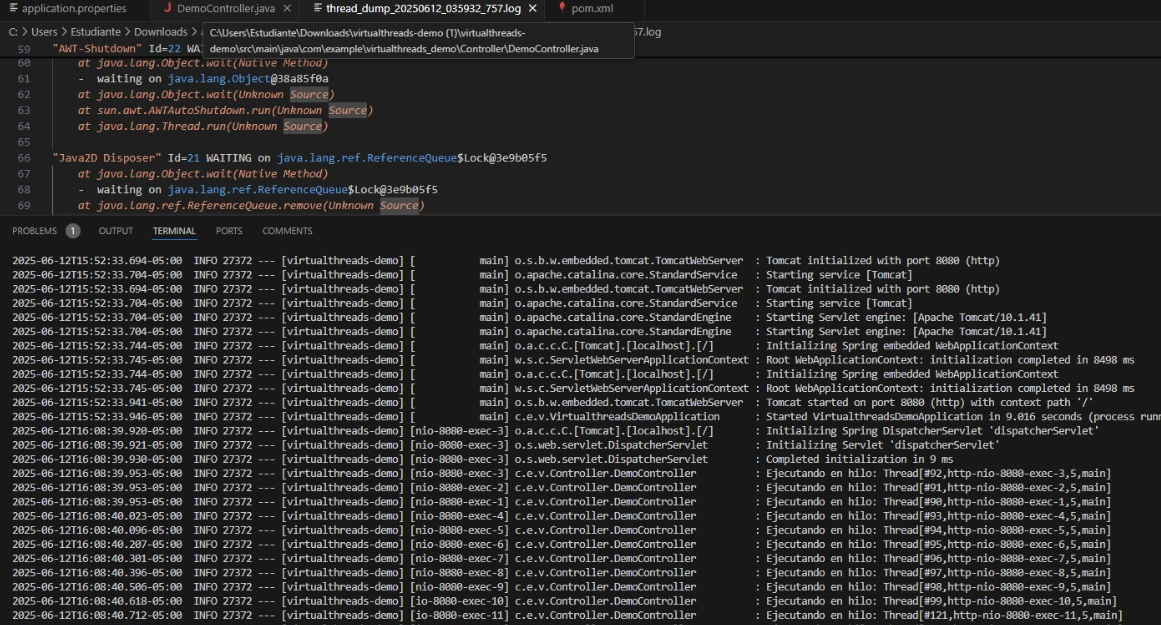 application.properties
DemoController.java
thread_dump_20250612_035932_757.log
pom.xml
C: > Users > Estudiante > Downloads >
57.log
C:\Users\Estudiante\Downloads\virtualthreads-demo (1)\virtualthreads-
demo\src\main\java\com\example\virtualthreads_demo\Controller\DemoController.java
59 "AWT-Shutdown" Id=22 WAI
60 at java.lang.Object.wait(Native Method)
61 - waiting on java.lang.Object@38a85f0a
62 at java.lang.Object.wait(Unknown Source)
63 at sun.awt.AWTAutoShutdown.run(Unknown Source)
64 at java.lang.Thread.run(Unknown Source)
65
66 "Java2D Disposer" Id=21 WAITING on java.lang.ref.ReferenceQueue$Lock@3e9b05f5
67 at java.lang.Object.wait(Native Method)
68 - waiting on java.lang.ref.ReferenceQueue$Lock@3e9b05f5
69 at java.lang.ref.ReferenceQueue.remove(Unknown Source)
PROBLEMS 1 OUTPUT TERMINAL PORTS COMMENTS
2025-06-12T15:52:33.694-05:00 INFO 27372 --- [virtualthreads-demo] [ main] o.s.b.w.embedded.tomcat.TomcatWebServer : Tomcat initialized with port 8080 (http)
2025-06-12T15:52:33.704-05:00 INFO 27372 --- [virtualthreads-demo] [ main] o.apache.catalina.core.StandardService : Starting service [Tomcat]
2025-06-12T15:52:33.694-05:00 INFO 27372 --- [virtualthreads-demo] [ main] o.s.b.w.embedded.tomcat.TomcatWebServer : Tomcat initialized with port 8080 (http)
2025-06-12T15:52:33.704-05:00 INFO 27372 --- [virtualthreads-demo] [ main] o.apache.catalina.core.StandardService : Starting service [Tomcat]
2025-06-12T15:52:33.704-05:00 INFO 27372 --- [virtualthreads-demo] [ main] o.apache.catalina.core.StandardEngine : Starting Servlet engine: [Apache Tomcat/10.1.41]
2025-06-12T15:52:33.704-05:00 INFO 27372 --- [virtualthreads-demo] [ main] o.apache.catalina.core.StandardEngine : Starting Servlet engine: [Apache Tomcat/10.1.41]
2025-06-12T15:52:33.744-05:00 INFO 27372 --- [virtualthreads-demo] [ main] o.a.c.c.C.[Tomcat].[localhost].[/] : Initializing Spring embedded WebApplicationContext
2025-06-12T15:52:33.745-05:00 INFO 27372 --- [virtualthreads-demo] [ main] w.s.c.ServletWebServerApplicationContext : Root WebApplicationContext: initialization completed in 8498 ms
2025-06-12T15:52:33.744-05:00 INFO 27372 --- [virtualthreads-demo] [ main] o.a.c.c.C.[Tomcat].[localhost].[/] : Initializing Spring embedded WebApplicationContext
2025-06-12T15:52:33.745-05:00 INFO 27372 --- [virtualthreads-demo] [ main] w.s.c.ServletWebServerApplicationContext : Root WebApplicationContext: initialization completed in 8498 ms
2025-06-12T15:52:33.941-05:00 INFO 27372 --- [virtualthreads-demo] [ main] o.s.b.w.embedded.tomcat.TomcatWebServer : Tomcat started on port 8080 (http) with context path '/'
2025-06-12T15:52:33.946-05:00 INFO 27372 --- [virtualthreads-demo] [ main] c.e.v.VirtualthreadsDemoApplication : Started VirtualthreadsDemoApplication in 9.016 seconds (process runn
2025-06-12T16:08:39.920-05:00 INFO 27372 --- [virtualthreads-demo] [nio-8080-exec-3] o.a.c.c.C.[Tomcat].[localhost].[/] : Initializing Spring DispatcherServlet 'dispatcherServlet'
2025-06-12T16:08:39.921-05:00 INFO 27372 --- [virtualthreads-demo] [nio-8080-exec-3] o.s.web.servlet.DispatcherServlet : Initializing Servlet 'dispatcherServlet'
2025-06-12T16:08:39.930-05:00 INFO 27372 --- [virtualthreads-demo] [nio-8080-exec-3] o.s.web.servlet.DispatcherServlet : Completed initialization in 9 ms
2025-06-12T16:08:39.953-05:00 INFO 27372 --- [virtualthreads-demo] [nio-8080-exec-3] c.e.v.Controller.DemoController : Ejecutando en hilo: Thread[#92,http-nio-8080-exec-3,5,main]
2025-06-12T16:08:39.953-05:00 INFO 27372 --- [virtualthreads-demo] [nio-8080-exec-2] c.e.v.Controller.DemoController : Ejecutando en hilo: Thread[#91,http-nio-8080-exec-2,5,main]
2025-06-12T16:08:39.953-05:00 INFO 27372 --- [virtualthreads-demo] [nio-8080-exec-1] c.e.v.Controller.DemoController : Ejecutando en hilo: Thread[#90,http-nio-8080-exec-1,5,main]
2025-06-12T16:08:40.023-05:00 INFO 27372 --- [virtualthreads-demo] [nio-8080-exec-4] c.e.v.Controller.DemoController : Ejecutando en hilo: Thread[#93,http-nio-8080-exec-4,5,main]
2025-06-12T16:08:40.096-05:00 INFO 27372 --- [virtualthreads-demo] [nio-8080-exec-5] c.e.v.Controller.DemoController : Ejecutando en hilo: Thread[#94,http-nio-8080-exec-5,5,main]
2025-06-12T16:08:40.207-05:00 INFO 27372 --- [virtualthreads-demo] [nio-8080-exec-6] c.e.v.Controller.DemoController : Ejecutando en hilo: Thread[#95,http-nio-8080-exec-6,5,main]
2025-06-12T16:08:40.301-05:00 INFO 27372 --- [virtualthreads-demo] [nio-8080-exec-7] c.e.v.Controller.DemoController : Ejecutando en hilo: Thread[#96,http-nio-8080-exec-7,5,main]
2025-06-12T16:08:40.396-05:00 INFO 27372 --- [virtualthreads-demo] [nio-8080-exec-8] c.e.v.Controller.DemoController : Ejecutando en hilo: Thread[#97,http-nio-8080-exec-8,5,main]
2025-06-12T16:08:40.506-05:00 INFO 27372 --- [virtualthreads-demo] [nio-8080-exec-9] c.e.v.Controller.DemoController : Ejecutando en hilo: Thread[#98,http-nio-8080-exec-9,5,main]
2025-06-12T16:08:40.618-05:00 INFO 27372 --- [virtualthreads-demo] [io-8080-exec-10] c.e.v.Controller.DemoController : Ejecutando en hilo: Thread[#99,http-nio-8080-exec-10,5,main]
2025-06-12T16:08:40.712-05:00 INFO 27372 --- [virtualthreads-demo] [io-8080-exec-11] c.e.v.Controller.DemoController : Ejecutando en hilo: Thread[#121,http-nio-8080-exec-11,5,main]